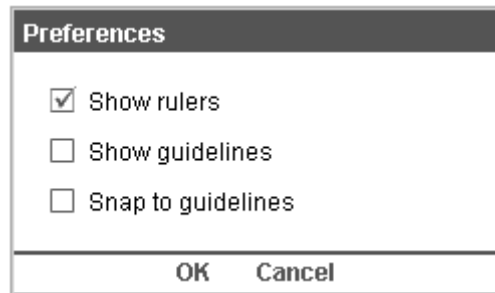 Preferences
Show rulers
Show guidelines
Snap to guidelines
OK Cancel